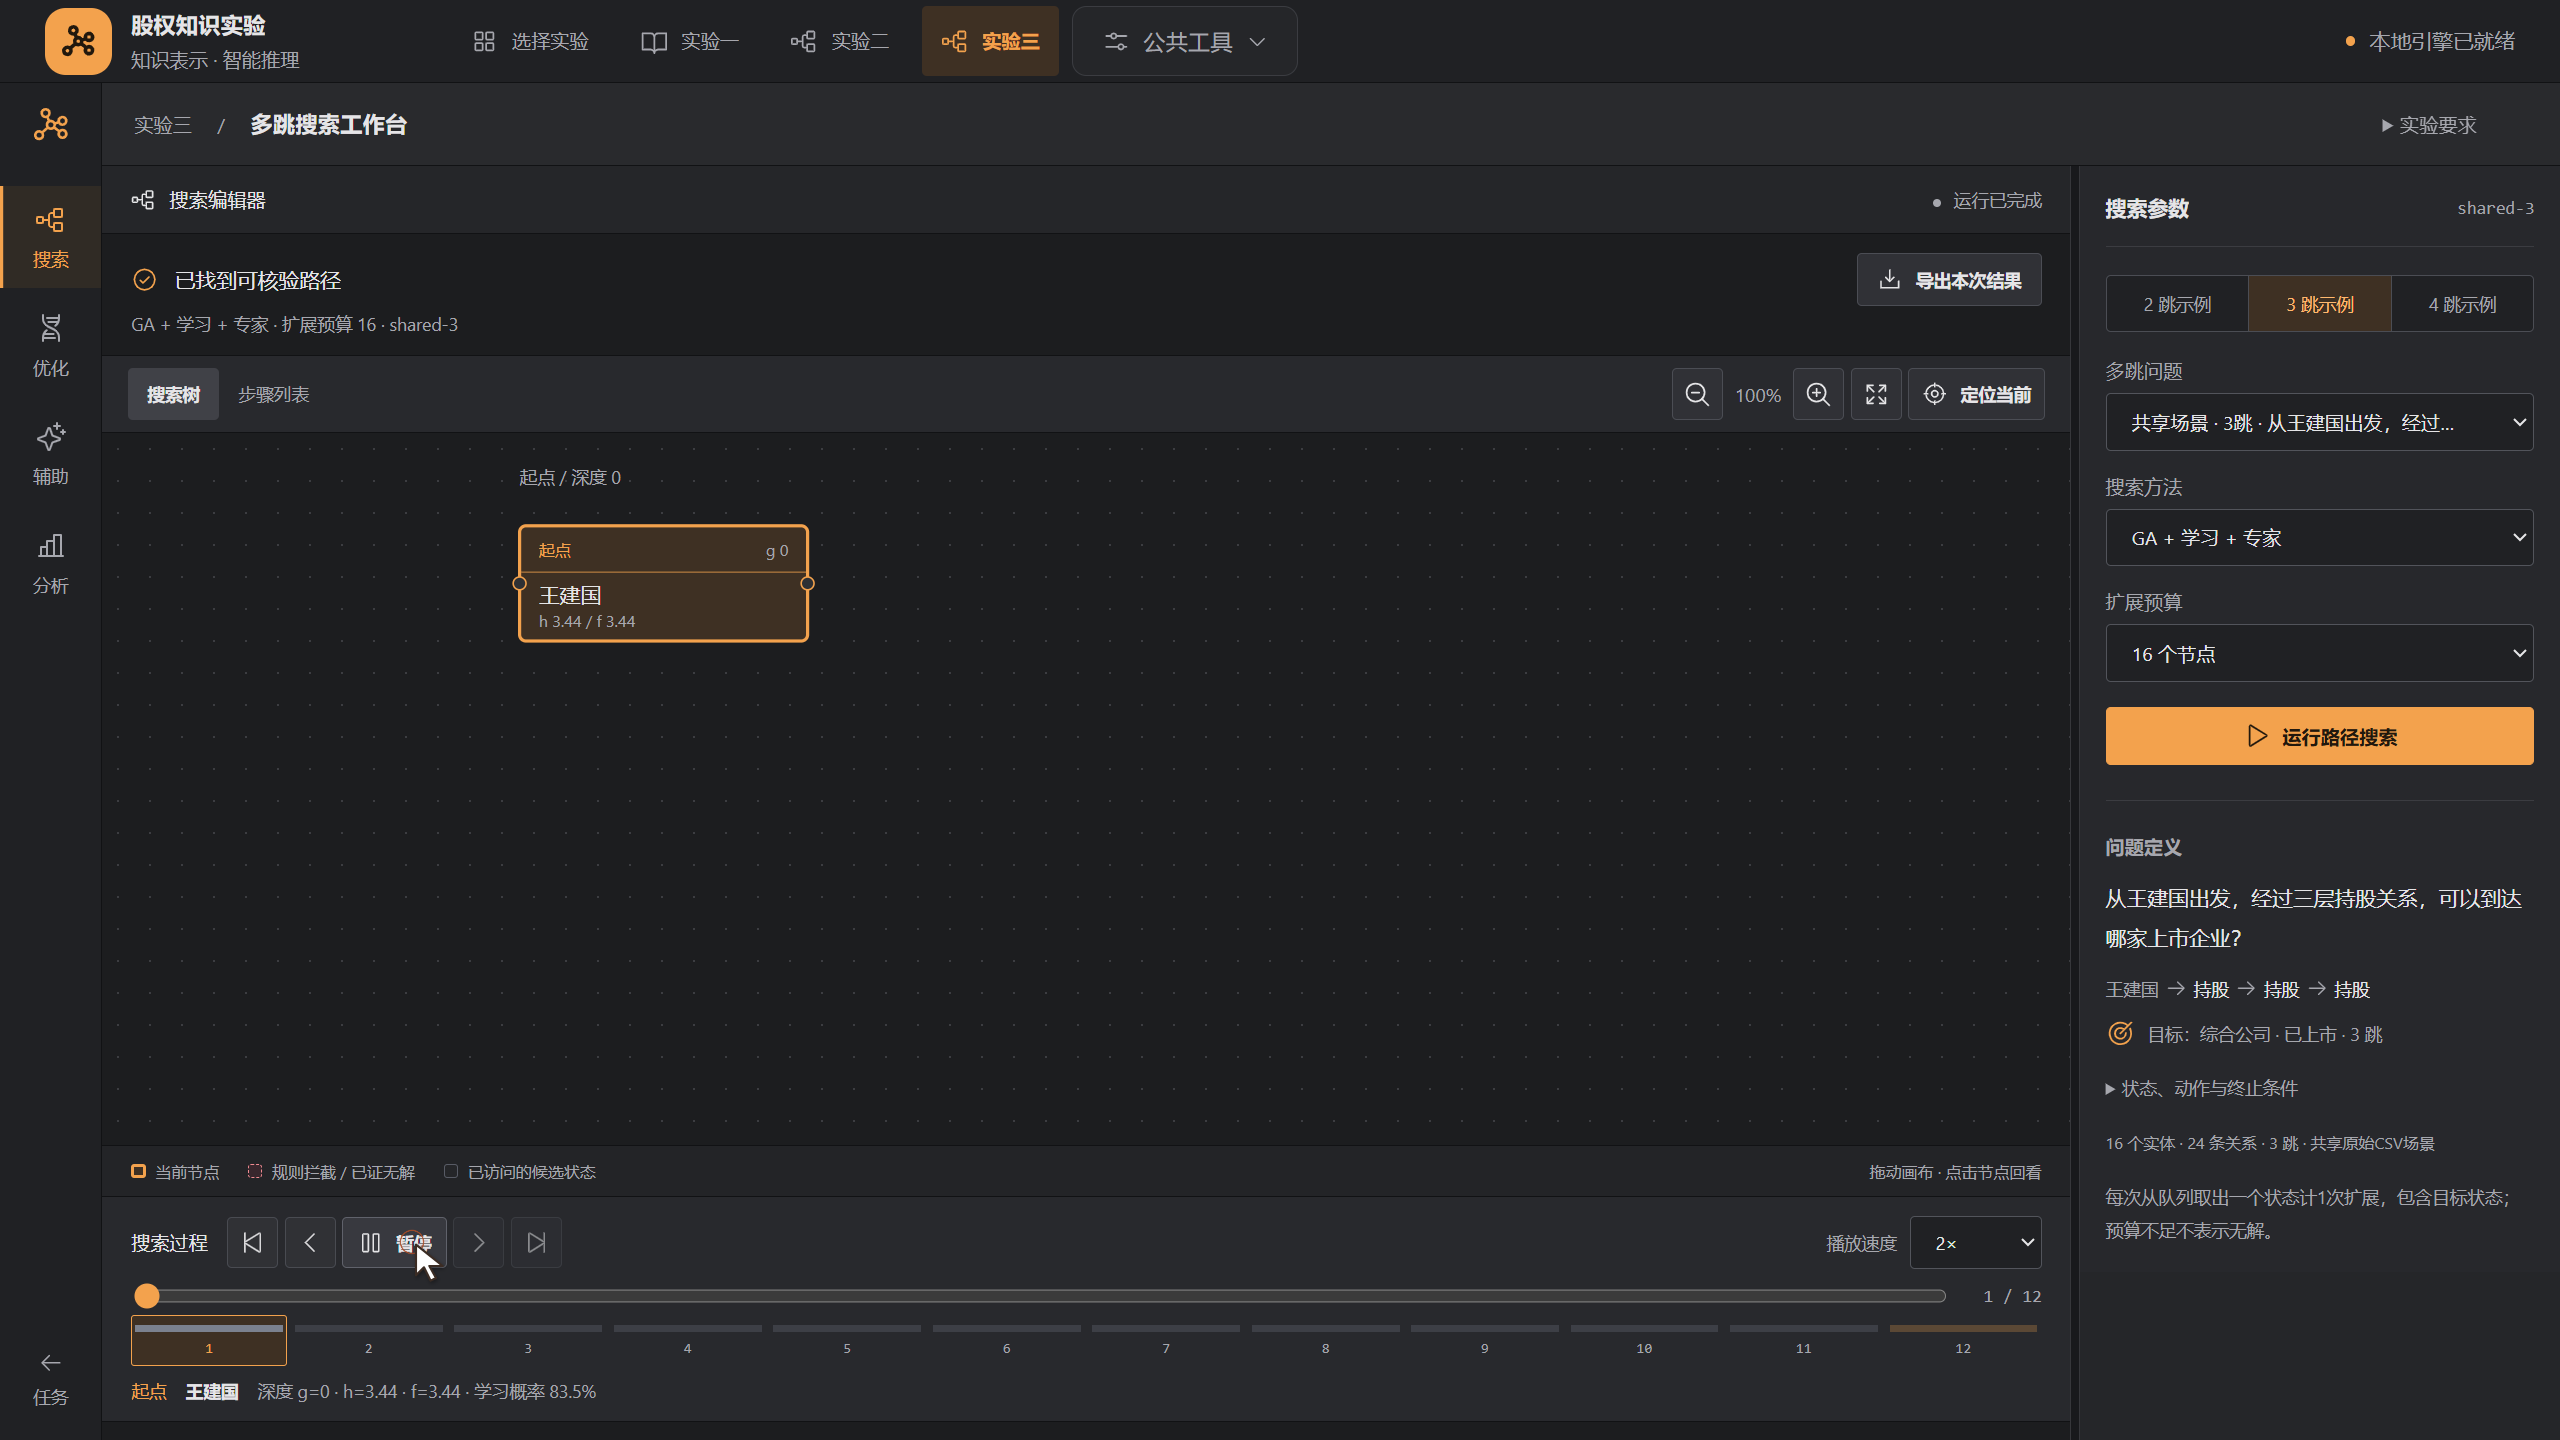 股权知识实验
知识表示 · 智能推理
选择实验
实验一
实验二
实验三
公共工具
本地引擎已就绪
实验三 / 多跳搜索工作台
实验要求
搜索
优化
辅助
分析
任务
搜索编辑器
运行已完成
已找到可核验路径
GA + 学习 + 专家 · 扩展预算 16 · shared-3
导出本次结果
搜索树
步骤列表
100%
定位当前
起点 / 深度 0
起点 g 0
王建国
h 3.44 / f 3.44
当前节点
规则拦截 / 已证无解
已访问的候选状态
拖动画布 · 点击节点回看
搜索过程
暂停
播放速度
2×
1 / 12
1 2 3 4 5 6 7 8 9 10 11 12
起点 王建国 深度 g=0 · h=3.44 · f=3.44 · 学习概率 83.5%
搜索参数
shared-3
2 跳示例
3 跳示例
4 跳示例
多跳问题
共享场景 · 3跳 · 从王建国出发，经过...
搜索方法
GA + 学习 + 专家
扩展预算
16 个节点
运行路径搜索
问题定义
从王建国出发，经过三层持股关系，可以到达
哪家上市企业？
王建国 → 持股 → 持股 → 持股
目标：综合公司 · 已上市 · 3 跳
状态、动作与终止条件
16 个实体 · 24 条关系 · 3 跳 · 共享原始CSV场景
每次从队列取出一个状态计1次扩展，包含目标状态；
预算不足不表示无解。